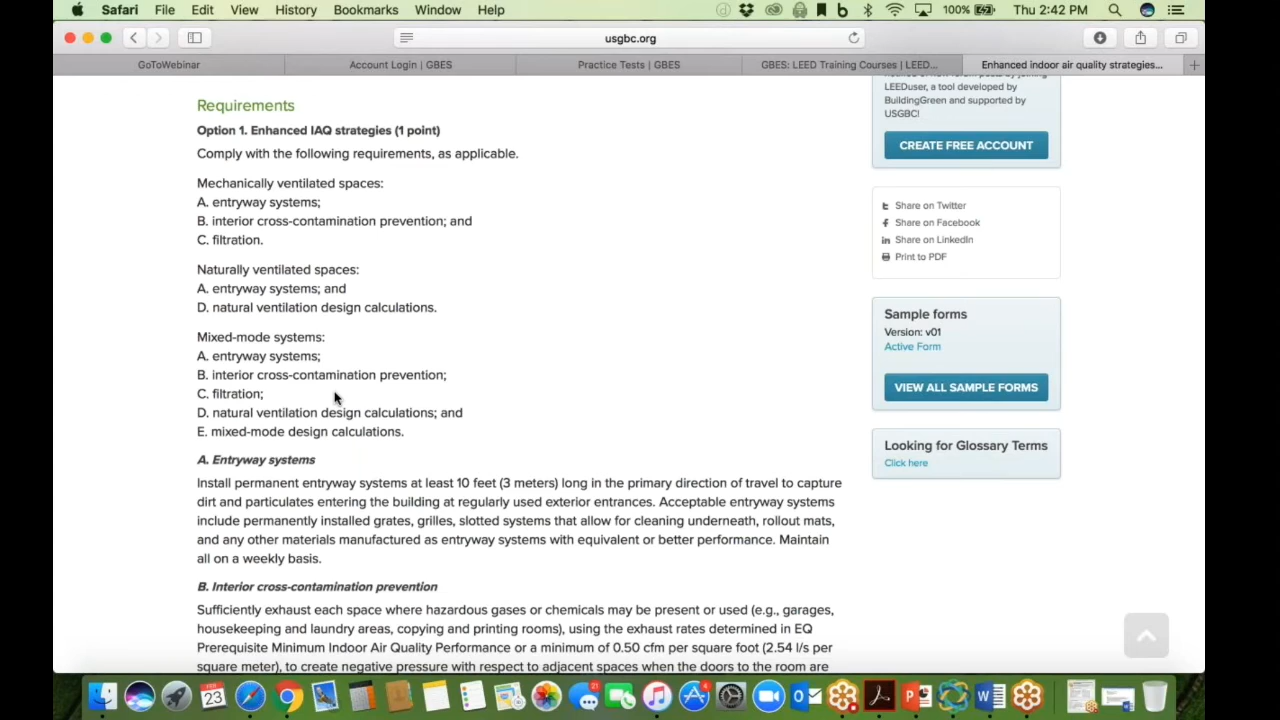 Safari File Edit View History Bookmarks Window Help 100% Thu 2:42 PM
usgbc.org
GoToWebinar Account Login | GBES Practice Tests | GBES GBES: LEED Training Courses | LEED... Enhanced indoor air quality strategies...
Requirements
Option 1. Enhanced IAQ strategies (1 point)
Comply with the following requirements, as applicable.
Mechanically ventilated spaces:
A. entryway systems;
B. interior cross-contamination prevention; and
C. filtration.
Naturally ventilated spaces:
A. entryway systems; and
D. natural ventilation design calculations.
Mixed-mode systems:
A. entryway systems;
B. interior cross-contamination prevention;
C. filtration;
D. natural ventilation design calculations; and
E. mixed-mode design calculations.
A. Entryway systems
Install permanent entryway systems at least 10 feet (3 meters) long in the primary direction of travel to capture
dirt and particulates entering the building at regularly used exterior entrances. Acceptable entryway systems
include permanently installed grates, grilles, slotted systems that allow for cleaning underneath, rollout mats,
and any other materials manufactured as entryway systems with equivalent or better performance. Maintain
all on a weekly basis.
B. Interior cross-contamination prevention
Sufficiently exhaust each space where hazardous gases or chemicals may be present or used (e.g., garages,
housekeeping and laundry areas, copying and printing rooms), using the exhaust rates determined in EQ
Prerequisite Minimum Indoor Air Quality Performance or a minimum of 0.50 cfm per square foot (2.54 l/s per
square meter), to create negative pressure with respect to adjacent spaces when the doors to the room are
LEEDuser, a tool developed by
BuildingGreen and supported by
USGBC!
CREATE FREE ACCOUNT
Share on Twitter
Share on Facebook
Share on LinkedIn
Print to PDF
Sample forms
Version: v01
Active Form
VIEW ALL SAMPLE FORMS
Looking for Glossary Terms
Click here
23
21